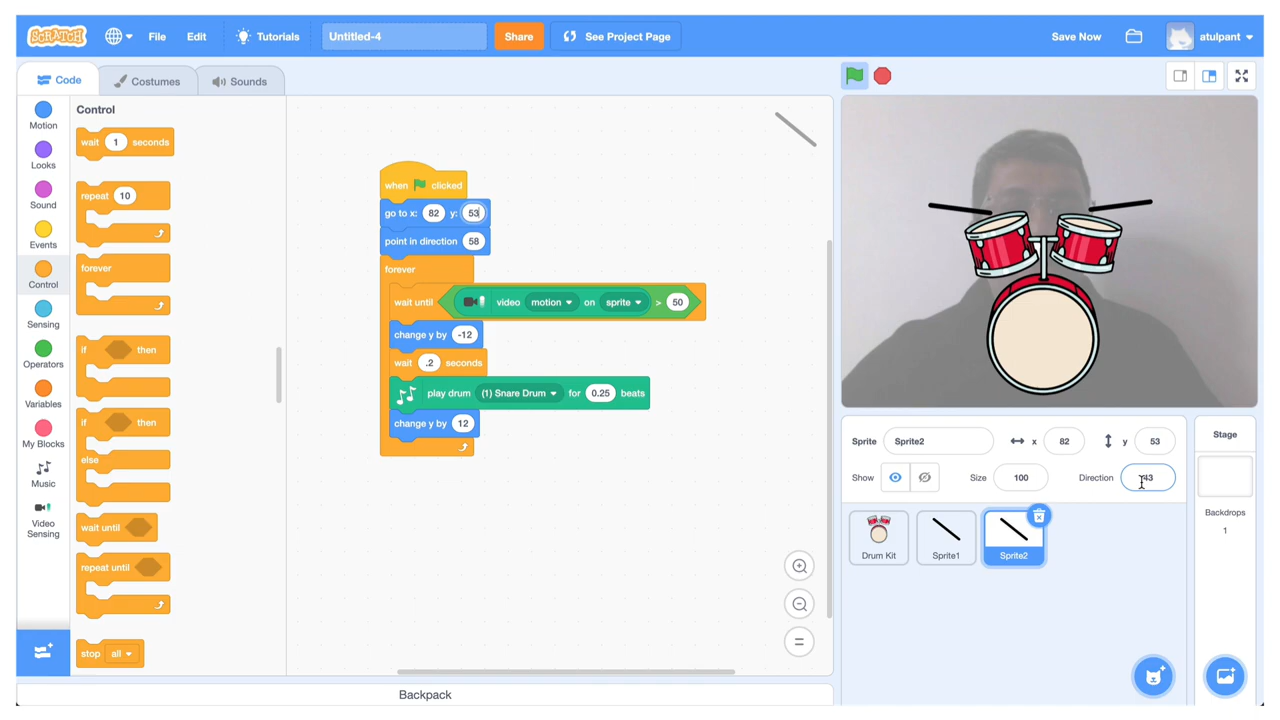 SCRATCH
File
Edit
Tutorials
Untitled-4
Share
See Project Page
Save Now
atulpant
Code
Costumes
Sounds
Motion
Looks
Sound
Events
Control
Sensing
Operators
Variables
My Blocks
Music
Video
Sensing
Control
wait 1 seconds
repeat 10
forever
if then
if then
else
wait until
repeat until
stop all
when clicked
go to x: 82 y: 53
point in direction 58
forever
wait until video motion on sprite > 50
change y by -12
wait .2 seconds
play drum (1) Snare Drum for 0.25 beats
change y by 12
Backpack
Sprite Sprite2 x 82 y 53
Show Size 100 Direction
Drum Kit
Sprite1
Sprite2
Stage
Backdrops
1